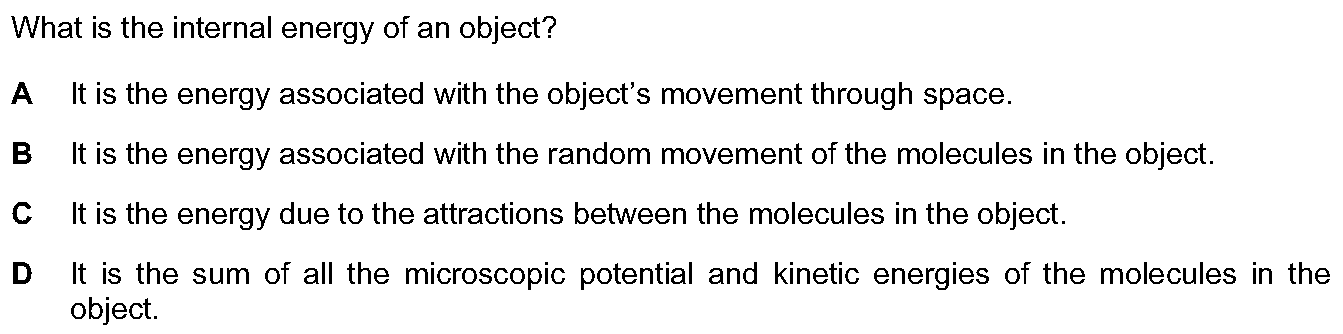 What is the internal energy of an object?
A It is the energy associated with the object's movement through space.
B It is the energy associated with the random movement of the molecules in the object.
C It is the energy due to the attractions between the molecules in the object.
D It is the sum of all the microscopic potential and kinetic energies of the molecules in the
object.